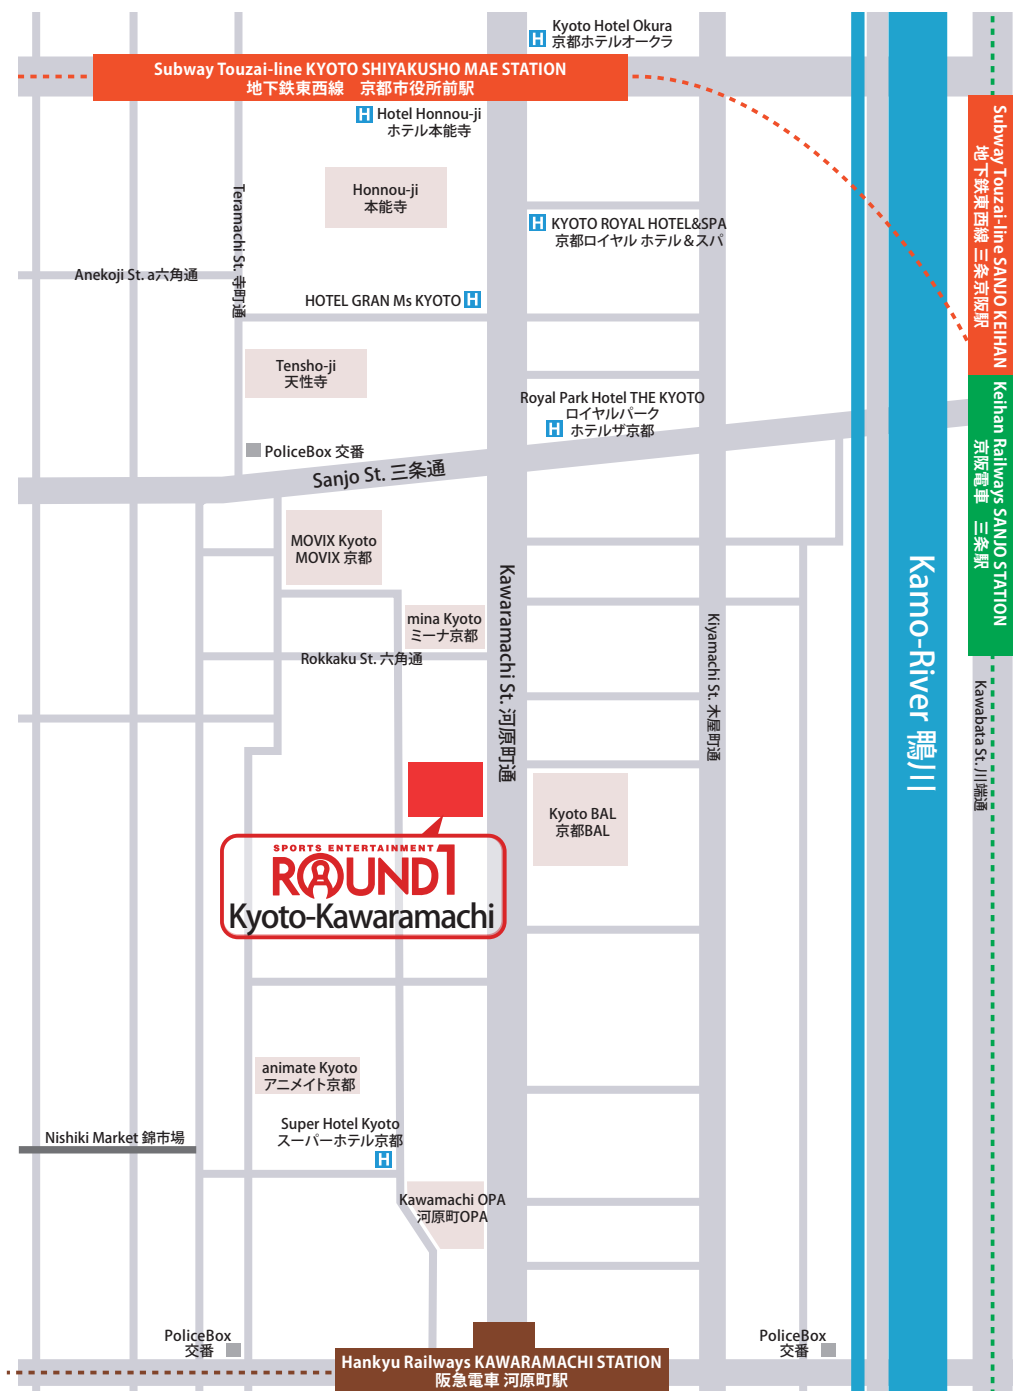 Kyoto Hotel Okura
H 京都ホテルオークラ
Subway Touzai-line KYOTO SHIYAKUSHO MAE STATION
地下鉄東西線　京都市役所前駅
H Hotel Honnou-ji
ホテル本能寺
Subway Touzai-line SANJO KEIHAN
地下鉄東西線 三条京阪駅
Honnou-ji
本能寺
Teramachi St. 寺町通
H KYOTO ROYAL HOTEL&SPA
京都ロイヤル ホテル＆スパ
Anekoji St. a六角通
HOTEL GRAN Ms KYOTO H
Tensho-ji
天性寺
Royal Park Hotel THE KYOTO
ロイヤルパーク
H ホテルザ京都
Keihan Railways SANJO STATION
京阪電車　三条駅
PoliceBox 交番
Sanjo St. 三条通
MOVIX Kyoto
MOVIX 京都
Kawaramachi St. 河原町通
Kamo-River 鴨川
mina Kyoto
ミーナ京都
Kiyamachi St. 木屋町通
Rokkaku St. 六角通
Kawabata St. 川端通
Kyoto BAL
京都BAL
SPORTS ENTERTAINMENT
ROUND1
Kyoto-Kawaramachi
animate Kyoto
アニメイト京都
Super Hotel Kyoto
スーパーホテル京都
H
Nishiki Market 錦市場
Kawamachi OPA
河原町OPA
PoliceBox
交番
PoliceBox
交番
Hankyu Railways KAWARAMACHI STATION
阪急電車 河原町駅